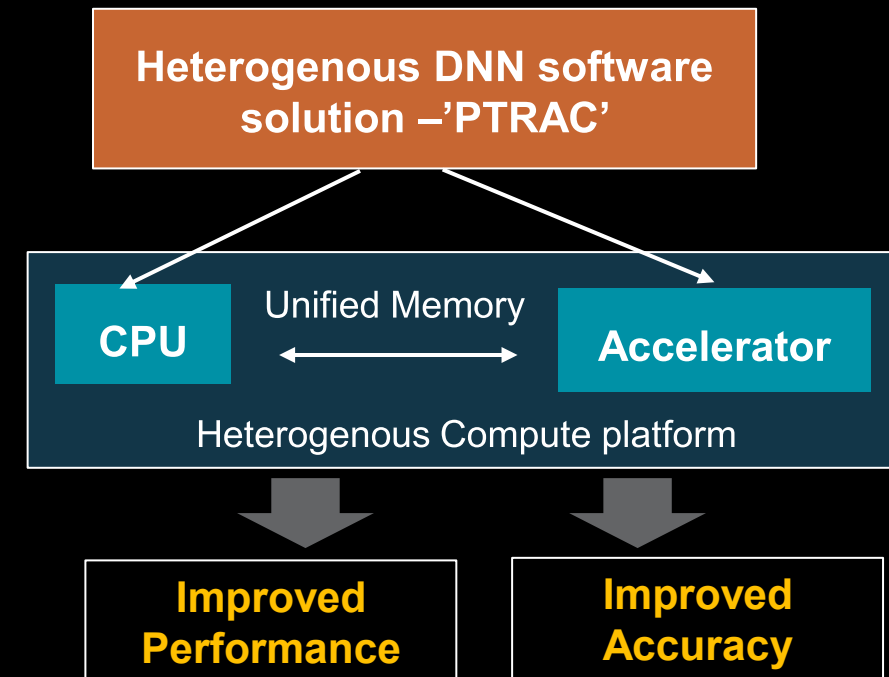 Heterogenous DNN software
solution –’PTRAC’
Unified Memory
CPU
Accelerator
Heterogenous Compute platform
Improved
Performance
Improved
Accuracy